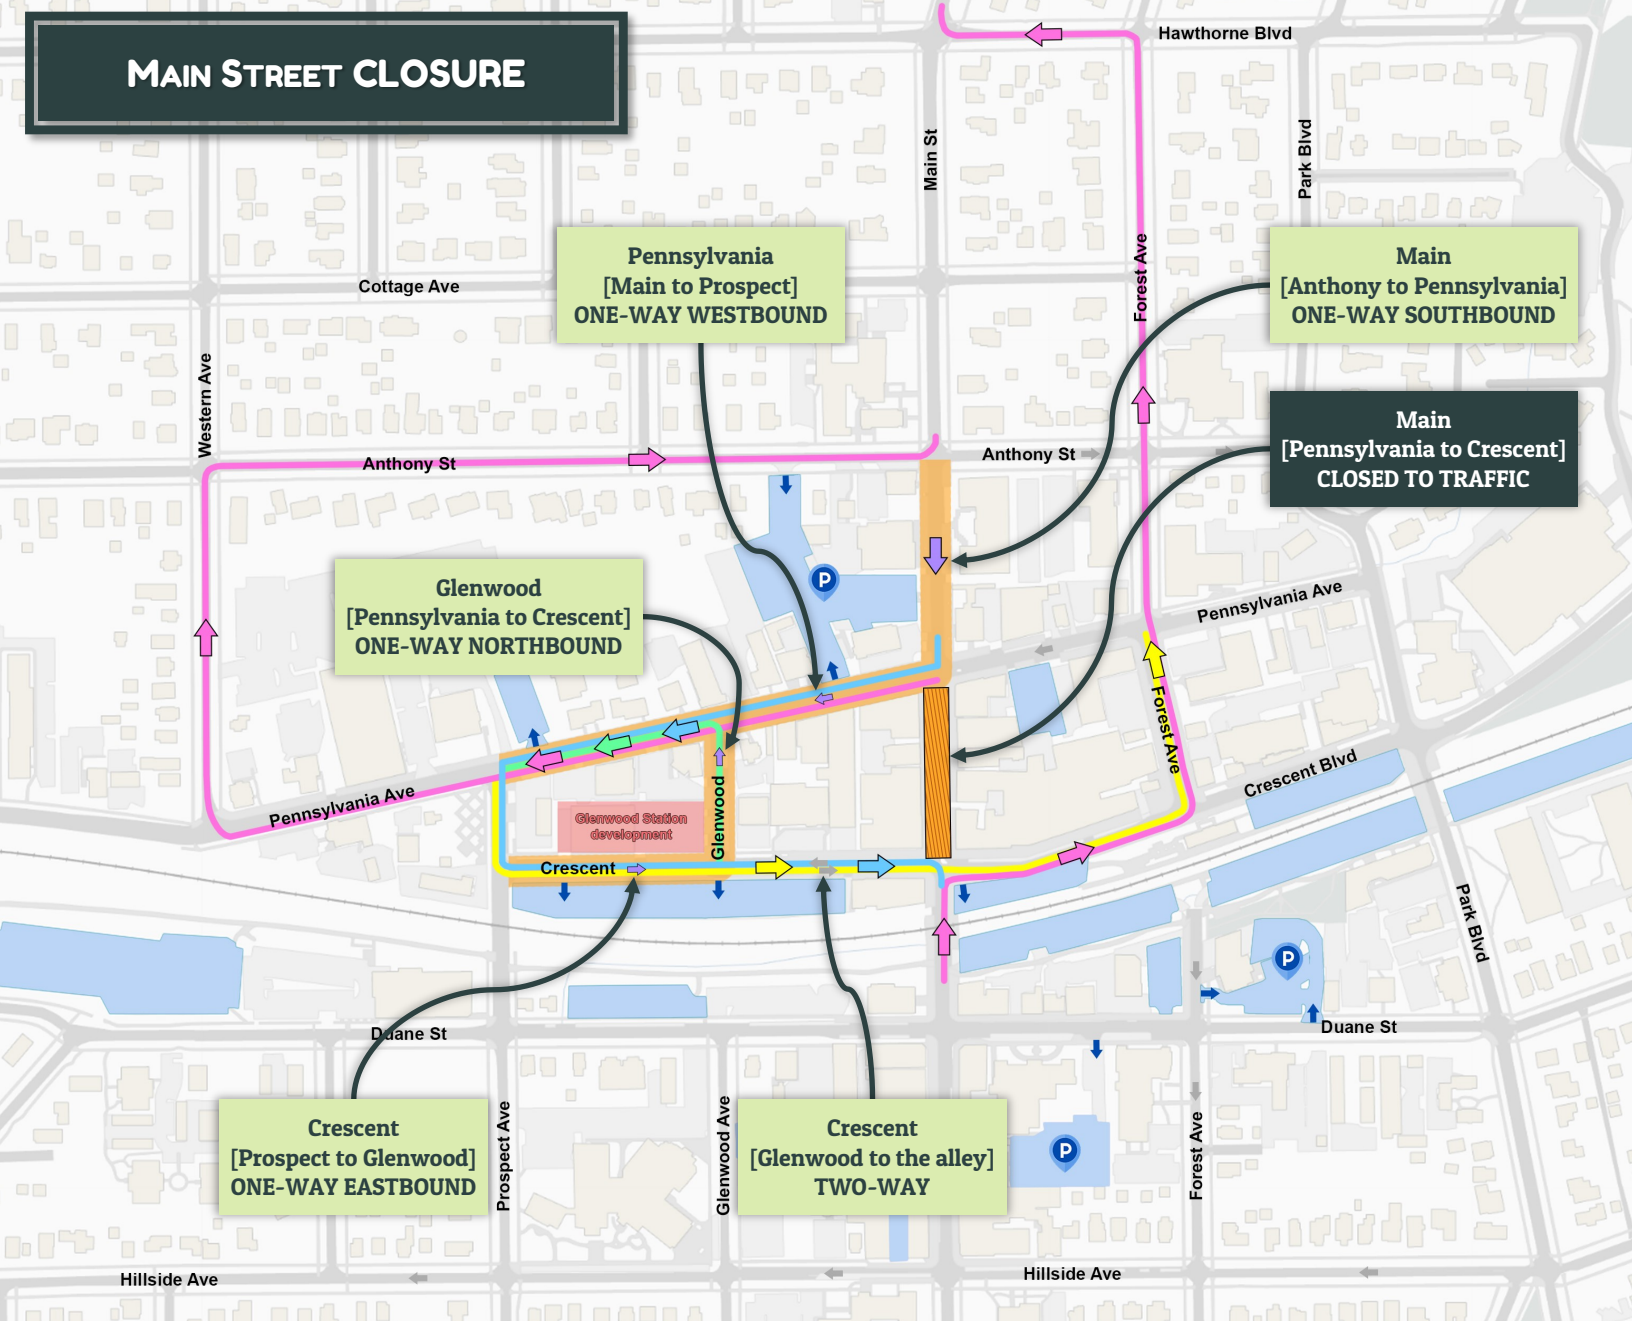 MAIN STREET CLOSURE
Hawthorne Blvd
Main St
Park Blvd
Forest Ave
Pennsylvania
[Main to Prospect]
ONE-WAY WESTBOUND
Main
[Anthony to Pennsylvania]
ONE-WAY SOUTHBOUND
Cottage Ave
Western Ave
Main
[Pennsylvania to Crescent]
CLOSED TO TRAFFIC
Anthony St
Anthony St
P
Glenwood
[Pennsylvania to Crescent]
ONE-WAY NORTHBOUND
Pennsylvania Ave
Forest Ave
Crescent Blvd
Pennsylvania Ave
Glenwood Station
development
Glenwood
Crescent
Park Blvd
P
Duane St
Duane St
Crescent
[Prospect to Glenwood]
ONE-WAY EASTBOUND
Prospect Ave
Glenwood Ave
Crescent
[Glenwood to the alley]
TWO-WAY
P
Forest Ave
Hillside Ave
Hillside Ave